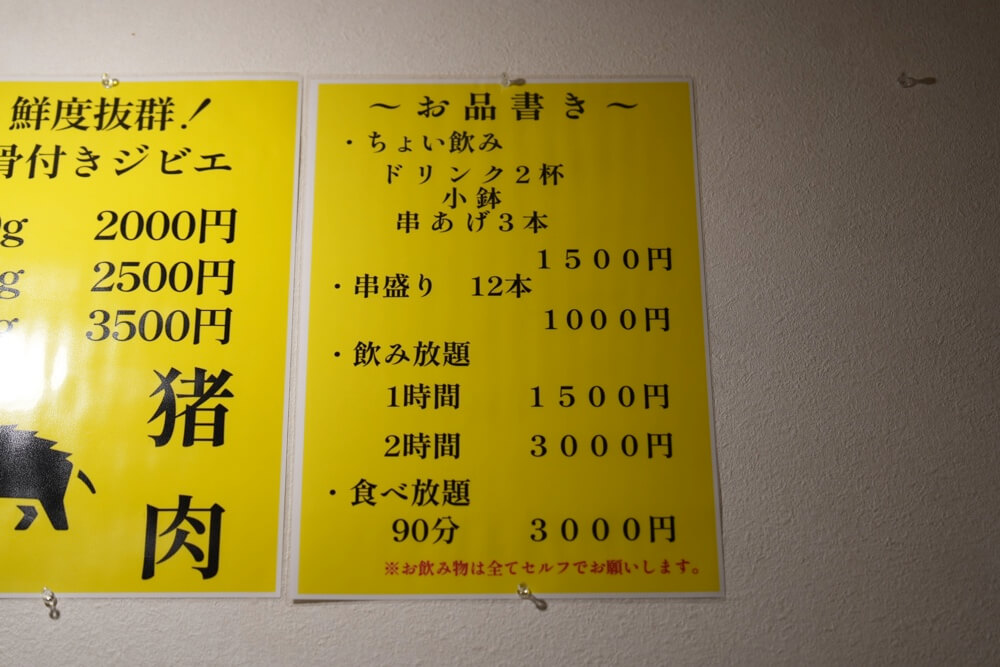 鮮度抜群!
骨付きジビエ
g 2000円
g 2500円
g 3500円
猪
肉
～お品書き～
・ちょい飲み
ドリンク2杯
小鉢
串あげ3本
1500円
・串盛り 12本
1000円
・飲み放題
1時間 1500円
2時間 3000円
・食べ放題
90分 3000円
※お飲み物は全てセルフでお願いします。